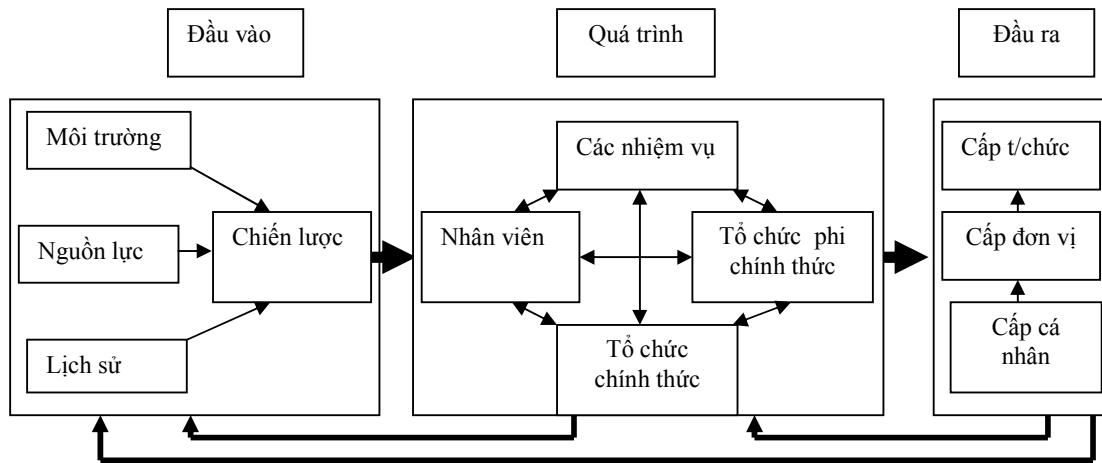 Đầu vào
Quá trình
Đầu ra
Môi trường
Nguồn lực
Lịch sử
Chiến lược
Các nhiệm vụ
Nhân viên
Tổ chức phi
chính thức
Tổ chức
chính thức
Cấp t/chức
Cấp đơn vị
Cấp cá
nhân